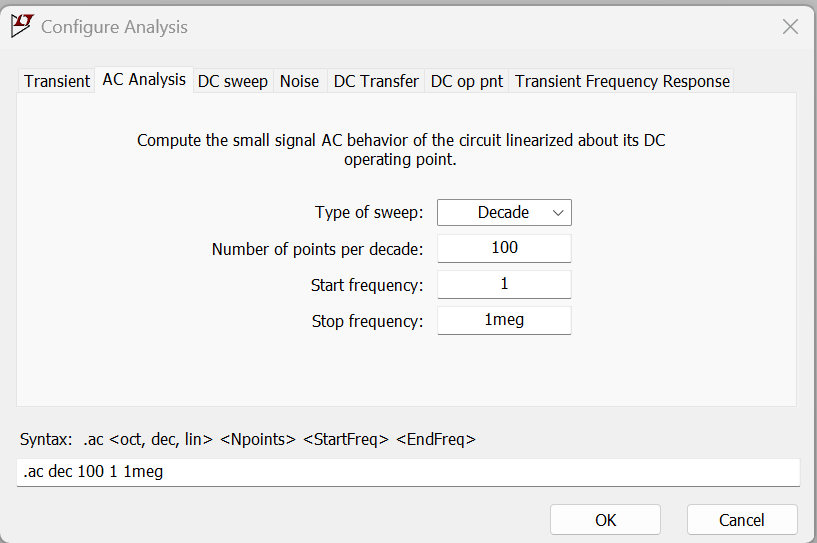 Configure Analysis
Transient AC Analysis DC sweep Noise DC Transfer DC op pnt Transient Frequency Response
Compute the small signal AC behavior of the circuit linearized about its DC
operating point.
Type of sweep: Decade
Number of points per decade: 100
Start frequency: 1
Stop frequency: 1meg
Syntax: .ac <oct, dec, lin> <Npoints> <StartFreq> <EndFreq>
.ac dec 100 1 1meg
OK Cancel